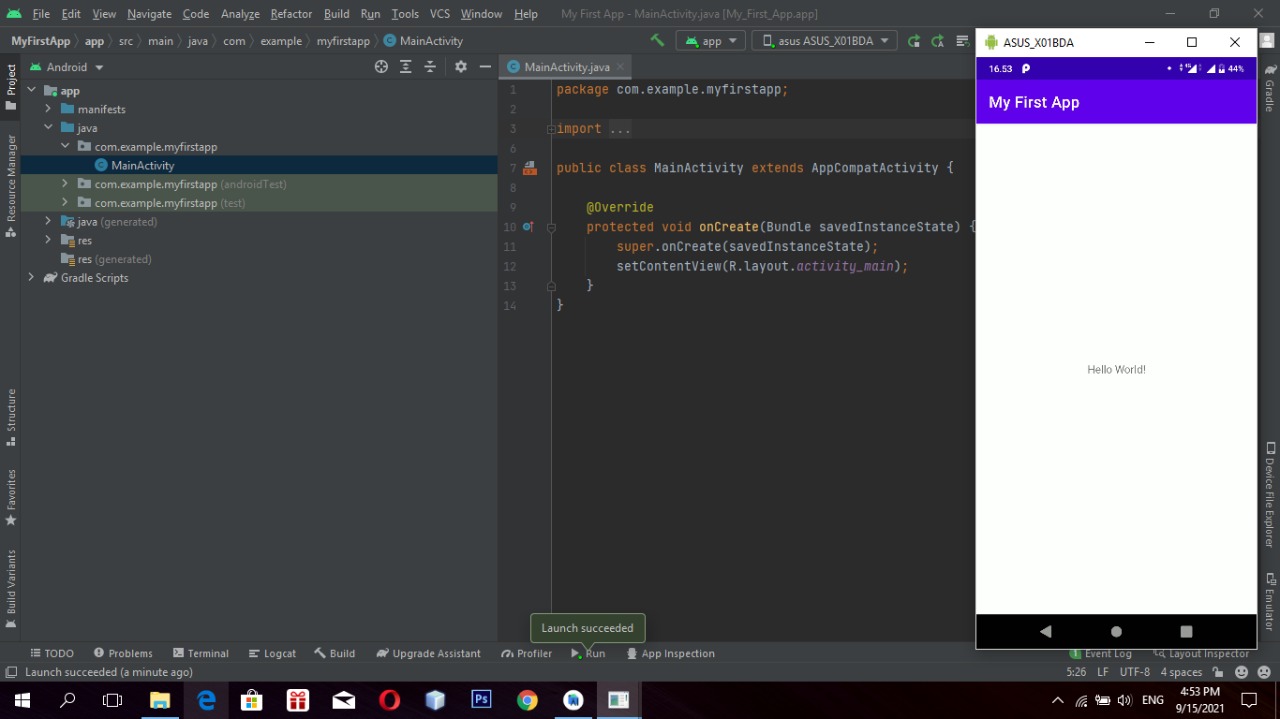 File Edit View Navigate Code Analyze Refactor Build Run Tools VCS Window Help My First App - MainActivity.java [My_First_App.app]
MyFirstApp app src main java com example myfirstapp MainActivity app asus ASUS_X01BDA
Project
Resource Manager
Structure
Favorites
Build Variants
Android
app
manifests
java
com.example.myfirstapp
MainActivity
com.example.myfirstapp (androidTest)
com.example.myfirstapp (test)
java (generated)
res
res (generated)
Gradle Scripts
MainActivity.java
1 package com.example.myfirstapp;
2
3 import ...
6
7 public class MainActivity extends AppCompatActivity {
8
9 @Override
10 protected void onCreate(Bundle savedInstanceState) {
11 super.onCreate(savedInstanceState);
12 setContentView(R.layout.activity_main);
13 }
14 }
ASUS_X01BDA
16.53 44%
My First App
Hello World!
Gradle
Device File Explorer
Emulator
Launch succeeded
TODO Problems Terminal Logcat Build Upgrade Assistant Profiler Run App Inspection 1 Event Log Layout Inspector
Launch succeeded (a minute ago) 5:26 LF UTF-8 4 spaces
Ps ENG 4:53 PM
9/15/2021